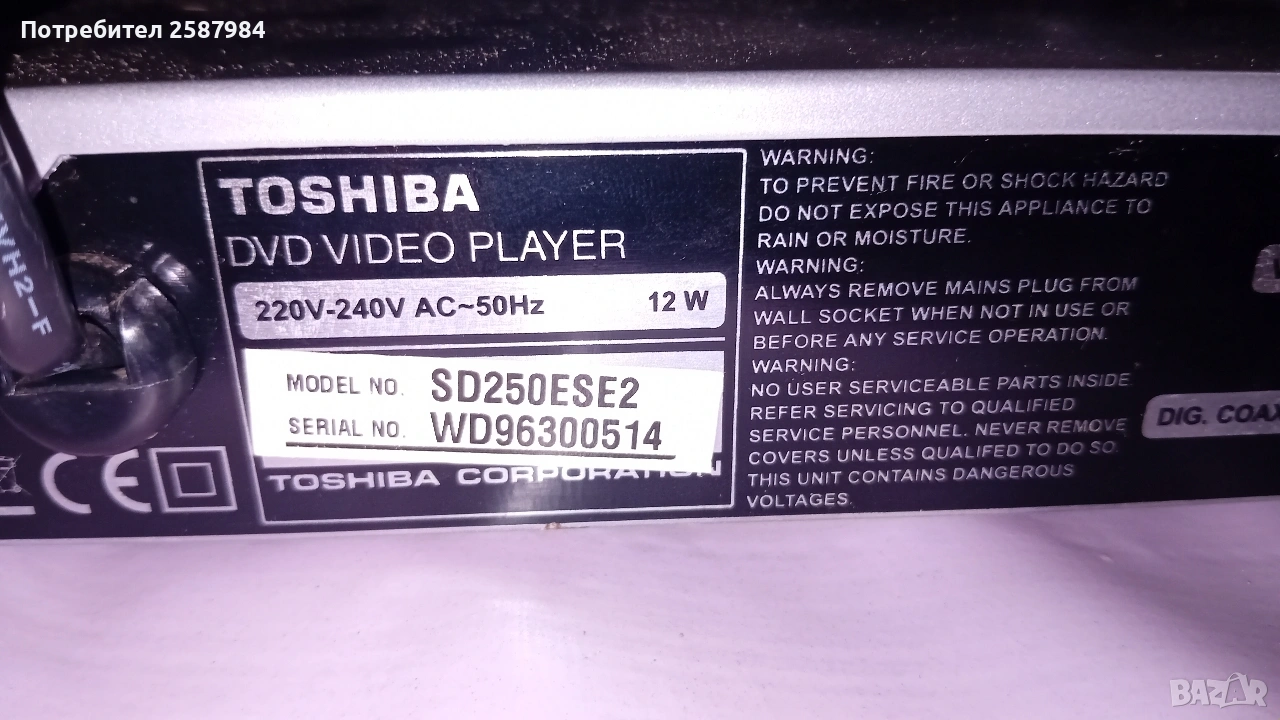 Потребител 2587984
TOSHIBA
DVD VIDEO PLAYER
220V-240V AC~50Hz 12 W
MODEL NO. SD250ESE2
SERIAL NO. WD96300514
TOSHIBA CORPORATION
WARNING:
TO PREVENT FIRE OR SHOCK HAZARD
DO NOT EXPOSE THIS APPLIANCE TO
RAIN OR MOISTURE.
WARNING:
ALWAYS REMOVE MAINS PLUG FROM
WALL SOCKET WHEN NOT IN USE OR
BEFORE ANY SERVICE OPERATION.
WARNING:
NO USER SERVICEABLE PARTS INSIDE
REFER SERVICING TO QUALIFIED
SERVICE PERSONNEL. NEVER REMOVE
COVERS UNLESS QUALIFED TO DO SO.
THIS UNIT CONTAINS DANGEROUS
VOLTAGES.
DIG. COAX
VH2-F
CE
BAZAR